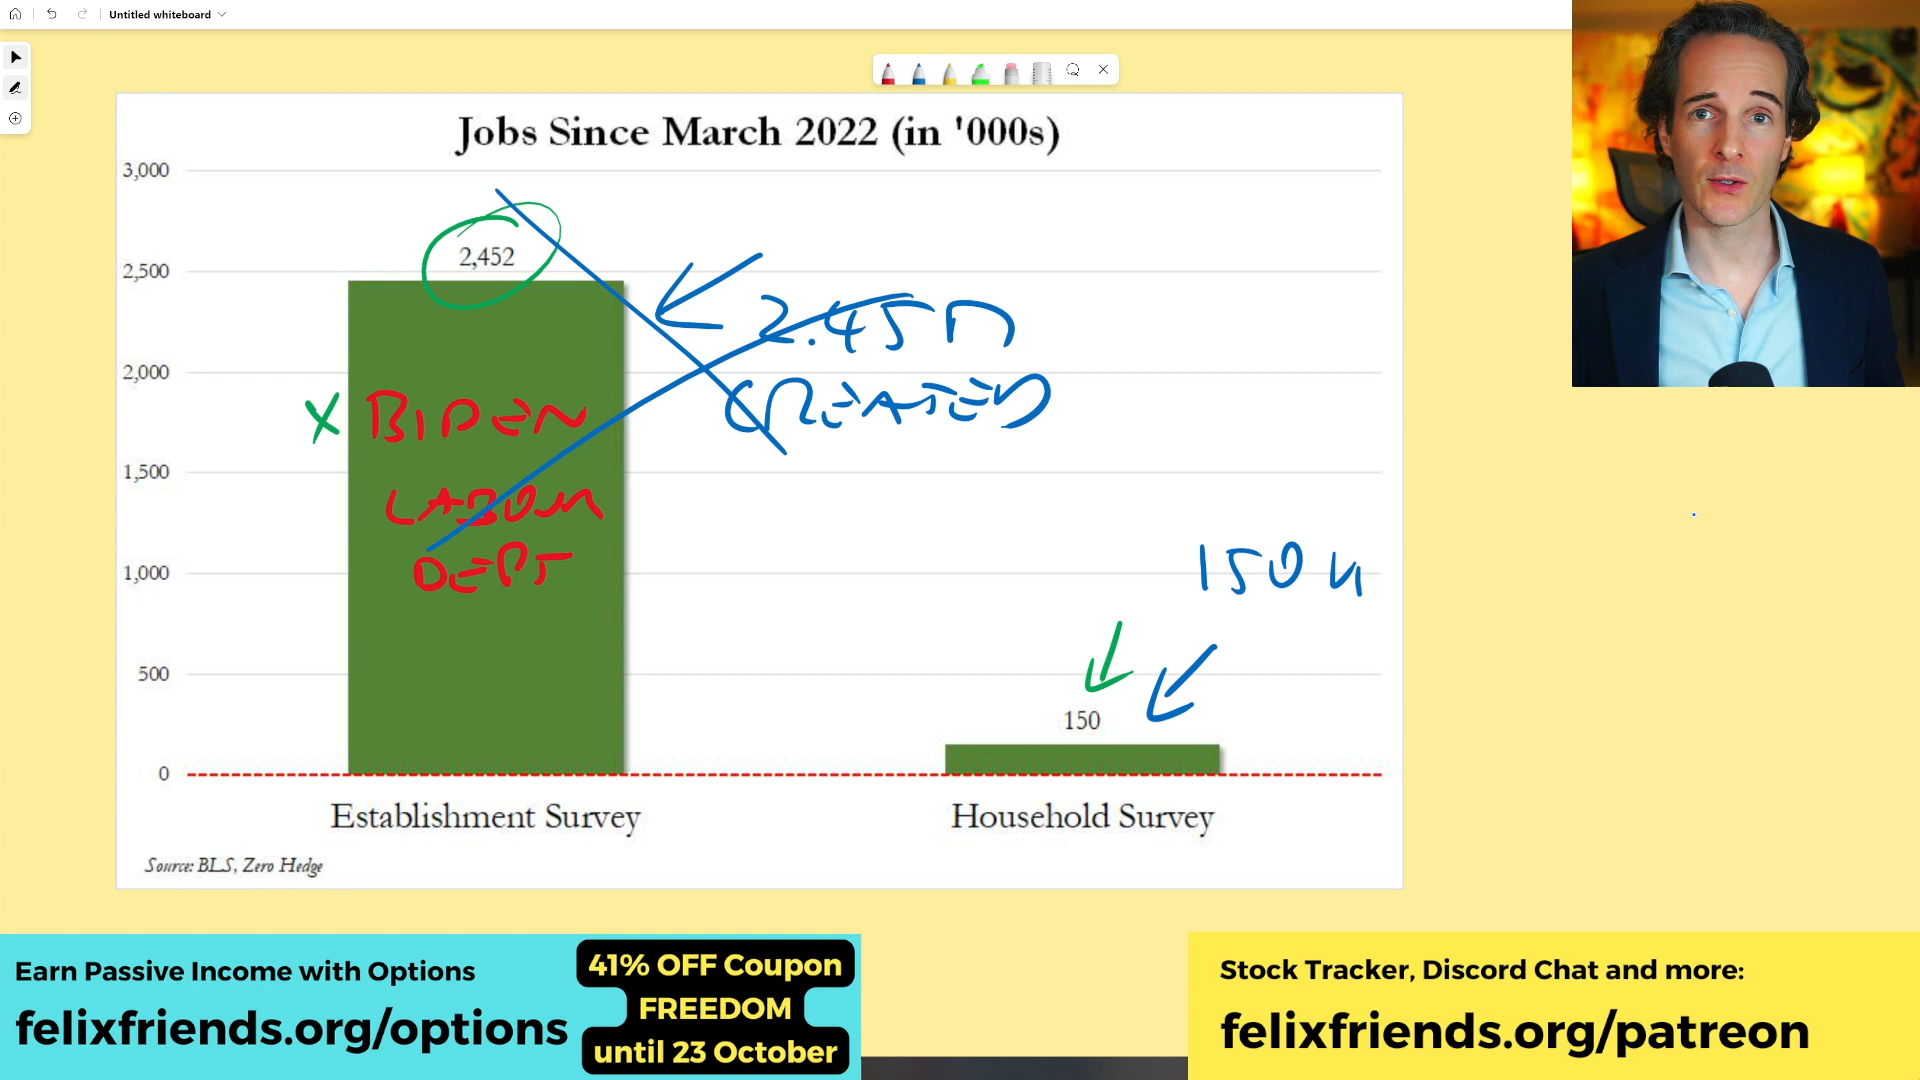 Untitled whiteboard
Jobs Since March 2022 (in '000s)
3,000
2,500
2,000
1,500
1,000
500
0
2,452
2.45M
CREATED
X BIDEN
LABOUR
DEPT
150K
150
Establishment Survey
Household Survey
Source: BLS, Zero Hedge
Earn Passive Income with Options
felixfriends.org/options
41% OFF Coupon
FREEDOM
until 23 October
Stock Tracker, Discord Chat and more:
felixfriends.org/patreon